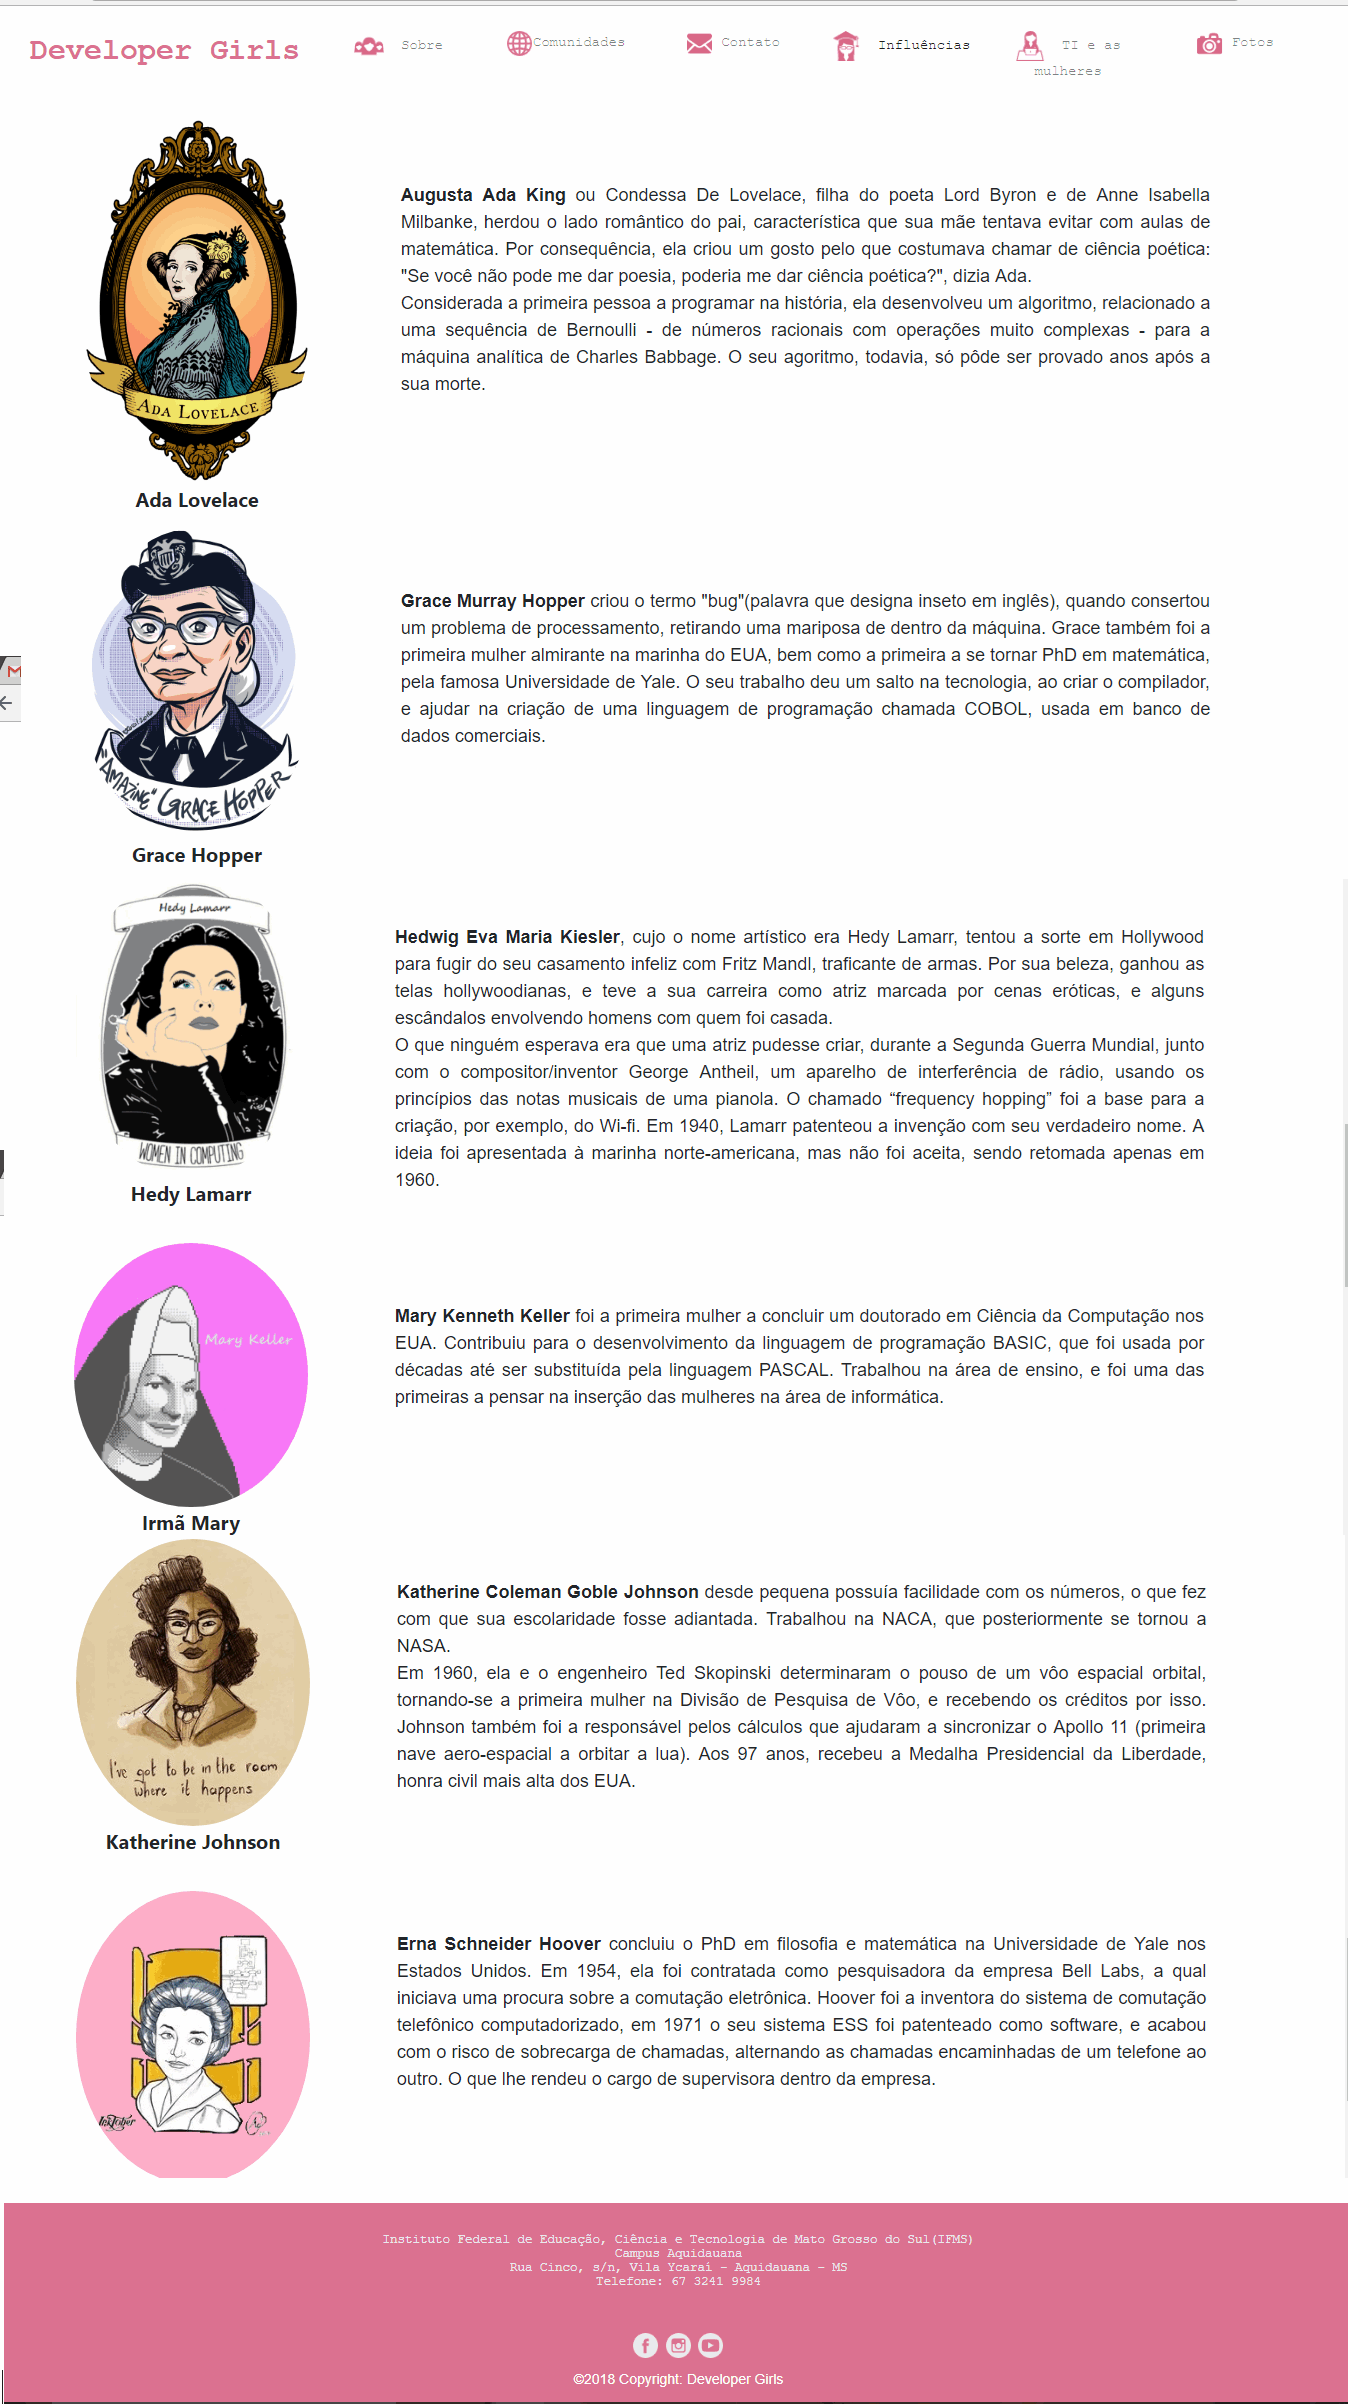 Developer Girls
Sobre
Comunidades
Contato
Influências
TI e as
mulheres
Fotos
ADA LOVELACE
Augusta Ada King ou Condessa De Lovelace, filha do poeta Lord Byron e de Anne Isabella
Milbanke, herdou o lado romântico do pai, característica que sua mãe tentava evitar com aulas de
matemática. Por consequência, ela criou um gosto pelo que costumava chamar de ciência poética:
"Se você não pode me dar poesia, poderia me dar ciência poética?", dizia Ada.
Considerada a primeira pessoa a programar na história, ela desenvolveu um algoritmo, relacionado a
uma sequência de Bernoulli - de números racionais com operações muito complexas - para a
máquina analítica de Charles Babbage. O seu agoritmo, todavia, só pôde ser provado anos após a
sua morte.
Ada Lovelace
"AMAZING" GRACE HOPPER
Grace Murray Hopper criou o termo "bug"(palavra que designa inseto em inglês), quando consertou
um problema de processamento, retirando uma mariposa de dentro da máquina. Grace também foi a
primeira mulher almirante na marinha do EUA, bem como a primeira a se tornar PhD em matemática,
pela famosa Universidade de Yale. O seu trabalho deu um salto na tecnologia, ao criar o compilador,
e ajudar na criação de uma linguagem de programação chamada COBOL, usada em banco de
dados comerciais.
Grace Hopper
Hedy Lamarr
WOMEN IN COMPUTING
Hedwig Eva Maria Kiesler, cujo o nome artístico era Hedy Lamarr, tentou a sorte em Hollywood
para fugir do seu casamento infeliz com Fritz Mandl, traficante de armas. Por sua beleza, ganhou as
telas hollywoodianas, e teve a sua carreira como atriz marcada por cenas eróticas, e alguns
escândalos envolvendo homens com quem foi casada.
O que ninguém esperava era que uma atriz pudesse criar, durante a Segunda Guerra Mundial, junto
com o compositor/inventor George Antheil, um aparelho de interferência de rádio, usando os
princípios das notas musicais de uma pianola. O chamado “frequency hopping” foi a base para a
criação, por exemplo, do Wi-fi. Em 1940, Lamarr patenteou a invenção com seu verdadeiro nome. A
ideia foi apresentada à marinha norte-americana, mas não foi aceita, sendo retomada apenas em
1960.
Hedy Lamarr
Mary Keller
Mary Kenneth Keller foi a primeira mulher a concluir um doutorado em Ciência da Computação nos
EUA. Contribuiu para o desenvolvimento da linguagem de programação BASIC, que foi usada por
décadas até ser substituída pela linguagem PASCAL. Trabalhou na área de ensino, e foi uma das
primeiras a pensar na inserção das mulheres na área de informática.
Irmã Mary
I've got to be in the room
where it happens
Katherine Coleman Goble Johnson desde pequena possuía facilidade com os números, o que fez
com que sua escolaridade fosse adiantada. Trabalhou na NACA, que posteriormente se tornou a
NASA.
Em 1960, ela e o engenheiro Ted Skopinski determinaram o pouso de um vôo espacial orbital,
tornando-se a primeira mulher na Divisão de Pesquisa de Vôo, e recebendo os créditos por isso.
Johnson também foi a responsável pelos cálculos que ajudaram a sincronizar o Apollo 11 (primeira
nave aero-espacial a orbitar a lua). Aos 97 anos, recebeu a Medalha Presidencial da Liberdade,
honra civil mais alta dos EUA.
Katherine Johnson
InkTober
Erna Schneider Hoover concluiu o PhD em filosofia e matemática na Universidade de Yale nos
Estados Unidos. Em 1954, ela foi contratada como pesquisadora da empresa Bell Labs, a qual
iniciava uma procura sobre a comutação eletrônica. Hoover foi a inventora do sistema de comutação
telefônico computadorizado, em 1971 o seu sistema ESS foi patenteado como software, e acabou
com o risco de sobrecarga de chamadas, alternando as chamadas encaminhadas de um telefone ao
outro. O que lhe rendeu o cargo de supervisora dentro da empresa.
Instituto Federal de Educação, Ciência e Tecnologia de Mato Grosso do Sul(IFMS)
Campus Aquidauana
Rua Cinco, s/n, Vila Ycaraí - Aquidauana - MS
Telefone: 67 3241 9984
©2018 Copyright: Developer Girls